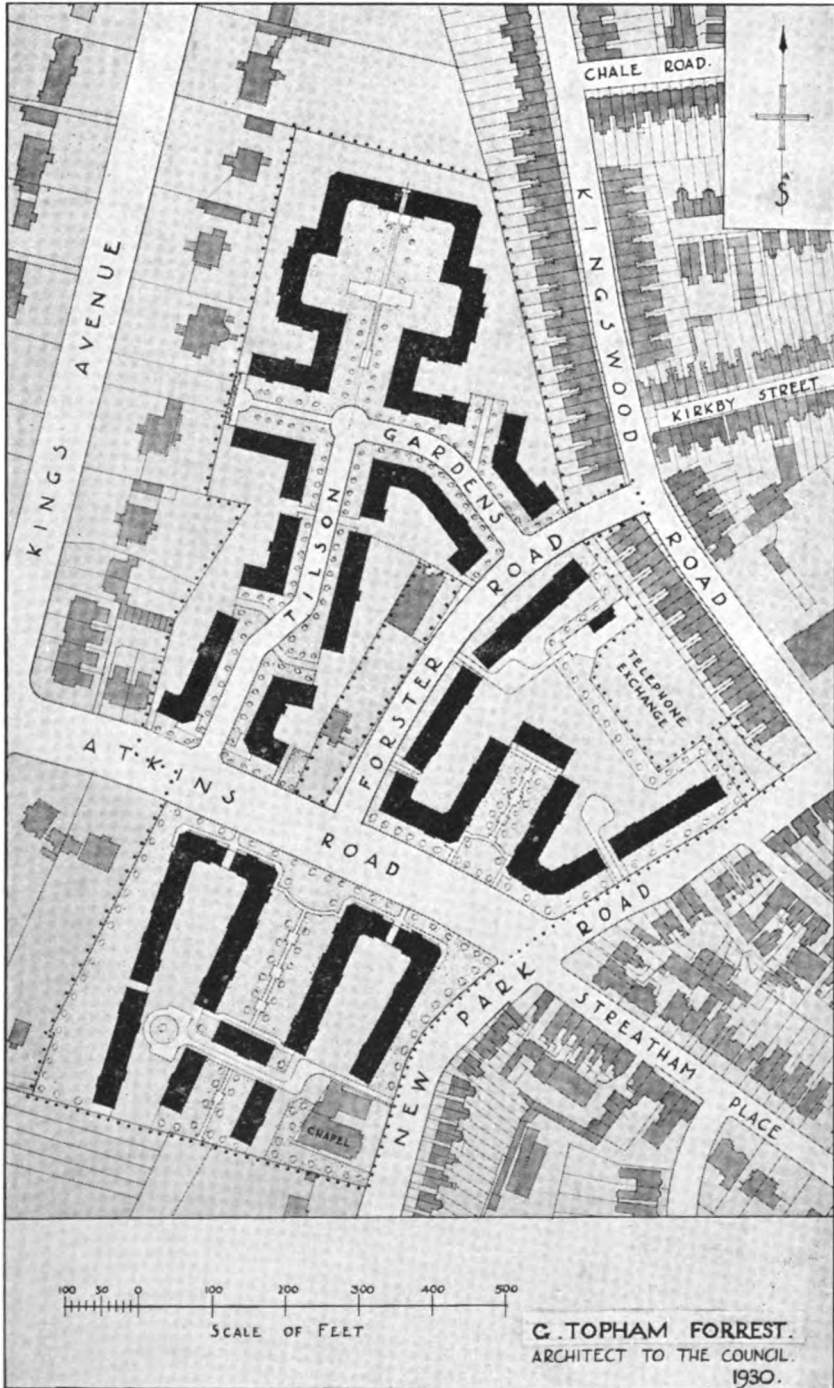 CHALE ROAD.
S
KINGSWOOD ROAD
KINGS AVENUE
KIRKBY STREET
TILSON GARDENS
FORSTER ROAD
TELEPHONE
EXCHANGE
ATKINS ROAD
NEW PARK ROAD
STREATHAM PLACE
CHAPEL
100 50 0 100 200 300 400 500
SCALE OF FEET
G. TOPHAM FORREST.
ARCHITECT TO THE COUNCIL.
1930.